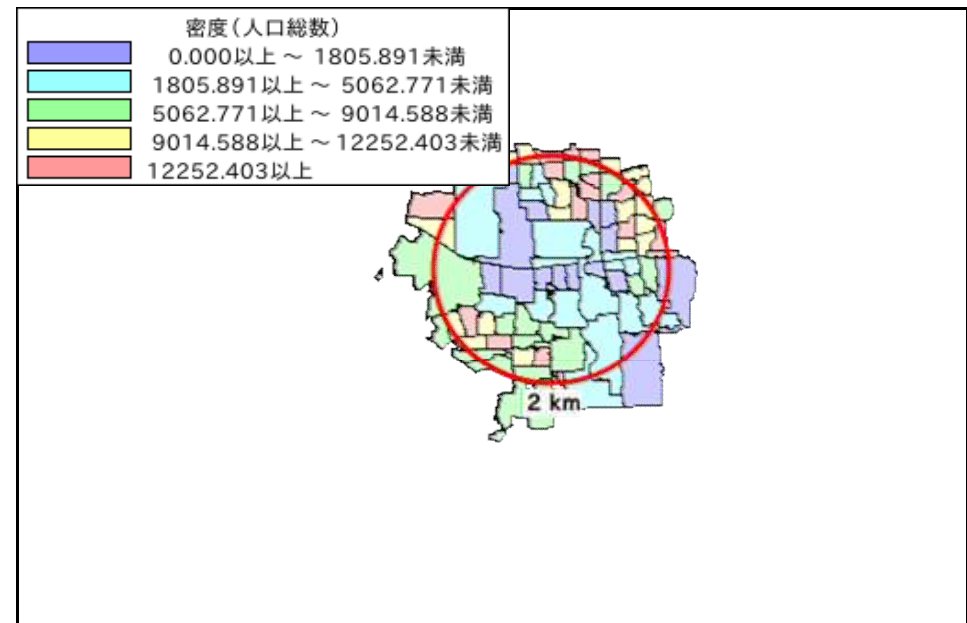 密度(人口総数)
0.000以上 ~ 1805.891未満
1805.891以上 ~ 5062.771未満
5062.771以上 ~ 9014.588未満
9014.588以上 ~ 12252.403未満
12252.403以上
2 km